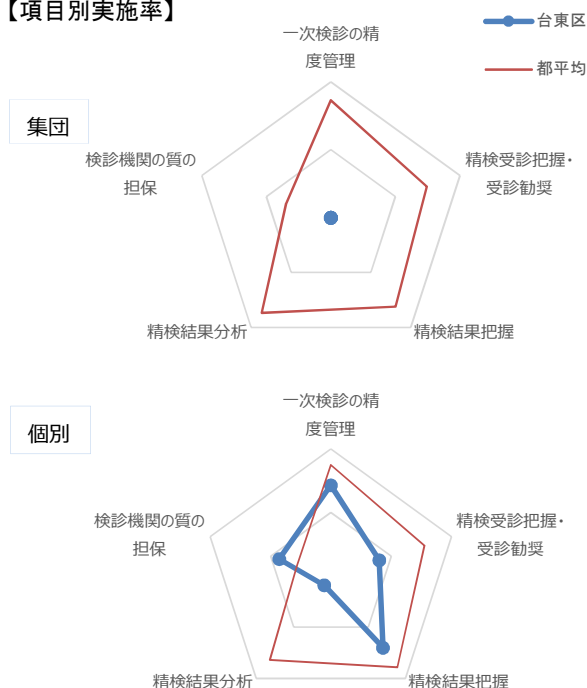 【項目別実施率】
台東区
都平均
集団
一次検診の精
度管理
精検受診把握・
受診勧奨
精検結果把握
精検結果分析
検診機関の質の
担保
個別
一次検診の精
度管理
精検受診把握・
受診勧奨
精検結果把握
精検結果分析
検診機関の質の
担保